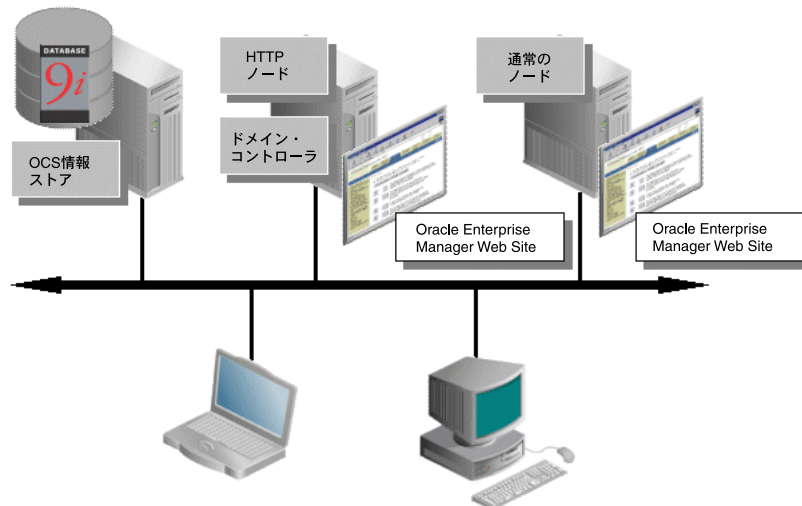 DATABASE
9i
OCS情報
ストア
HTTP
ノード
ドメイン・
コントローラ
Oracle Enterprise
Manager Web Site
通常の
ノード
Oracle Enterprise
Manager Web Site